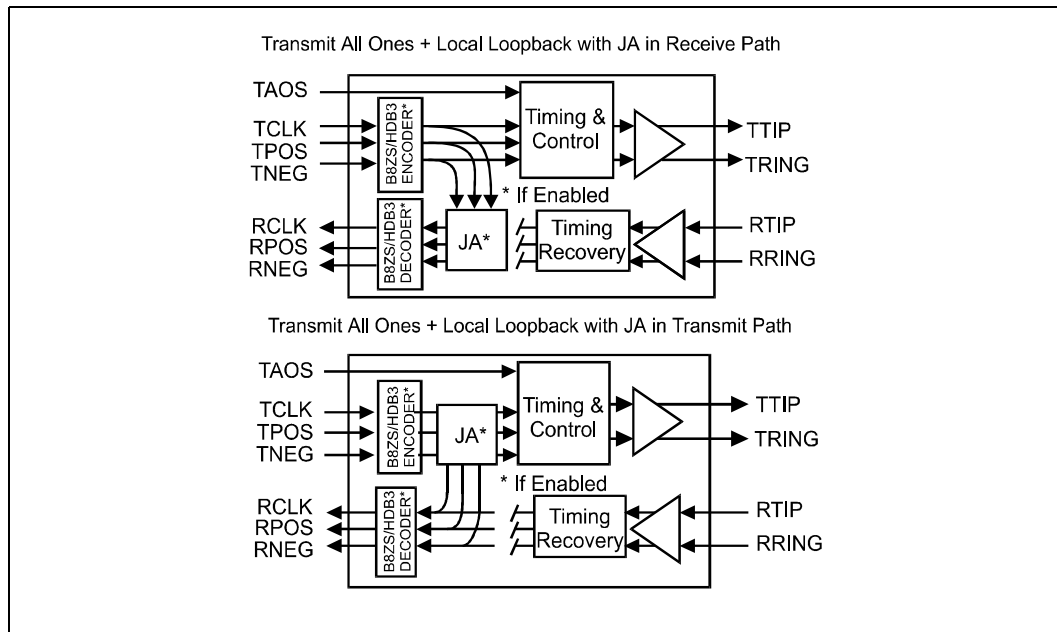 Transmit All Ones + Local Loopback with JA in Receive Path
TAOS
TCLK
TPOS
TNEG
B8ZS/HDB3
ENCODER*
Timing &
Control
TTIP
TRING
* If Enabled
RCLK
RPOS
RNEG
B8ZS/HDB3
DECODER*
JA*
Timing
Recovery
RTIP
RRING
Transmit All Ones + Local Loopback with JA in Transmit Path
TAOS
TCLK
TPOS
TNEG
B8ZS/HDB3
ENCODER*
JA*
Timing &
Control
TTIP
TRING
* If Enabled
RCLK
RPOS
RNEG
B8ZS/HDB3
DECODER*
Timing
Recovery
RTIP
RRING